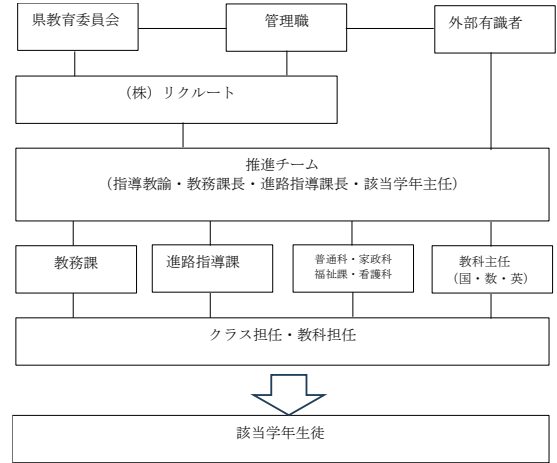 県教育委員会
管理職
外部有識者
(株)リクルート
推進チーム
(指導教諭・教務課長・進路指導課長・該当学年主任)
教務課
進路指導課
普通科・家政科
福祉課・看護科
教科主任
(国・数・英)
クラス担任・教科担任
該当学年生徒